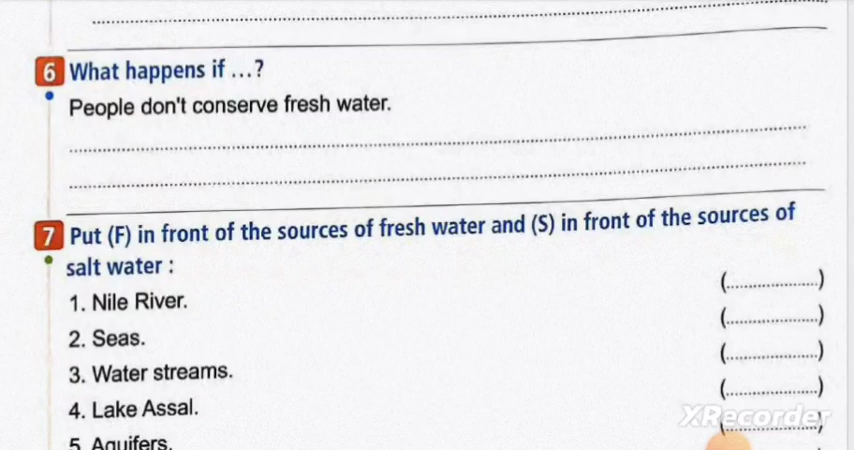 6 What happens if ...?
People don't conserve fresh water.
7 Put (F) in front of the sources of fresh water and (S) in front of the sources of
salt water :
1. Nile River. (..................)
2. Seas. (..................)
3. Water streams. (..................)
4. Lake Assal. (..................)
5. Aquifers. (..................)
XRecorder